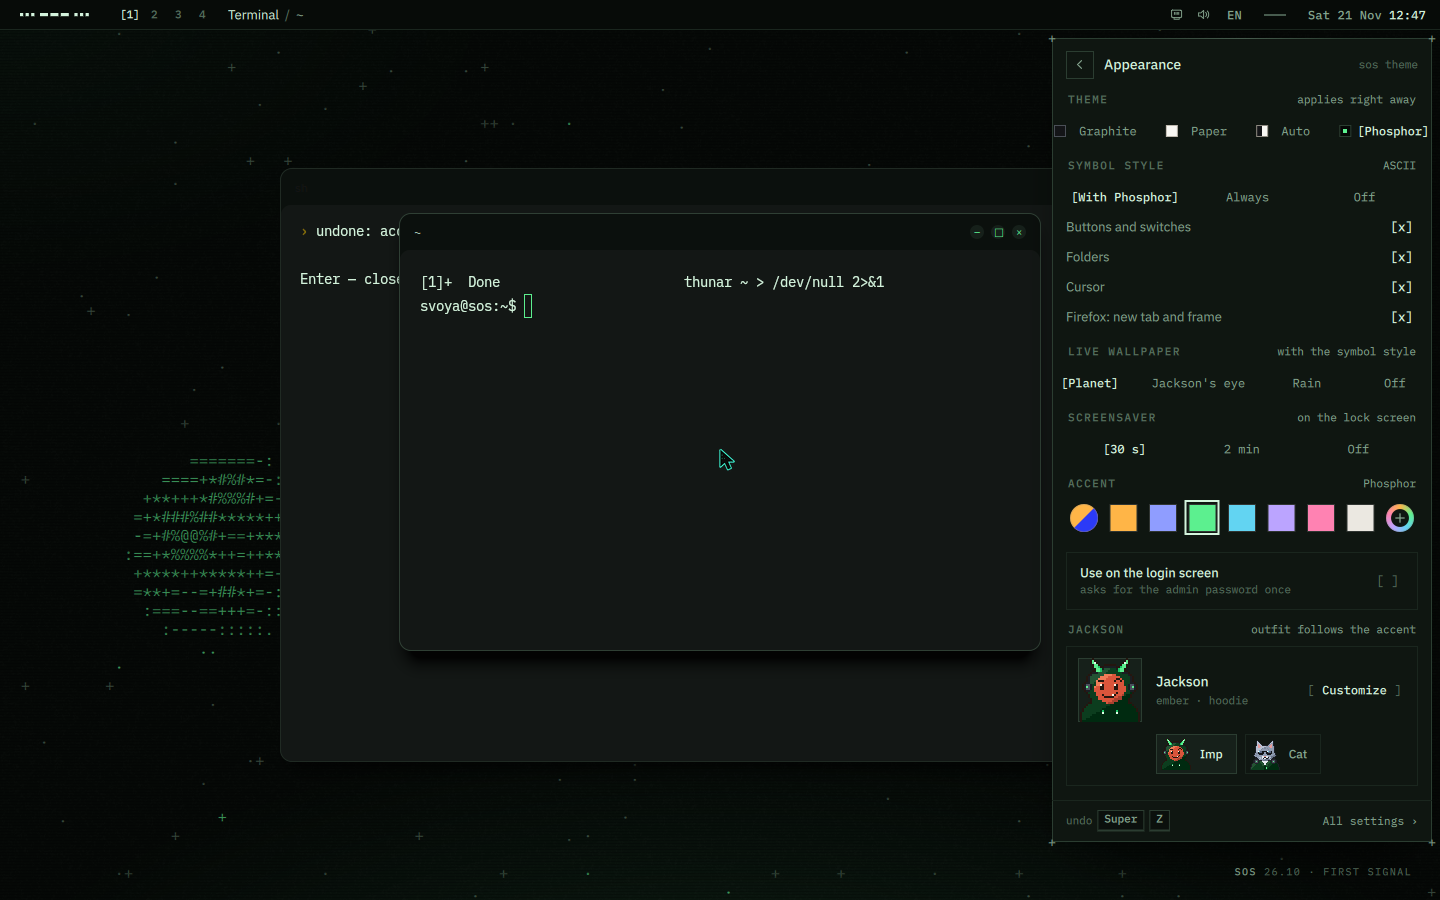 [1] 2 3 4 Terminal / ~
EN Sat 21 Nov 12:47
› undone: acc
Enter — close
~
[1]+  Done thunar ~ > /dev/null 2>&1
svoya@sos:~$
Appearance sos theme
THEME applies right away
Graphite Paper Auto [Phosphor]
SYMBOL STYLE ASCII
[With Phosphor] Always Off
Buttons and switches [x]
Folders [x]
Cursor [x]
Firefox: new tab and frame [x]
LIVE WALLPAPER with the symbol style
[Planet] Jackson's eye Rain Off
SCREENSAVER on the lock screen
[30 s] 2 min Off
ACCENT Phosphor
Use on the login screen [ ]
asks for the admin password once
JACKSON outfit follows the accent
Jackson
ember · hoodie
[ Customize ]
Imp Cat
undo Super Z All settings ›
SOS 26.10 · FIRST SIGNAL